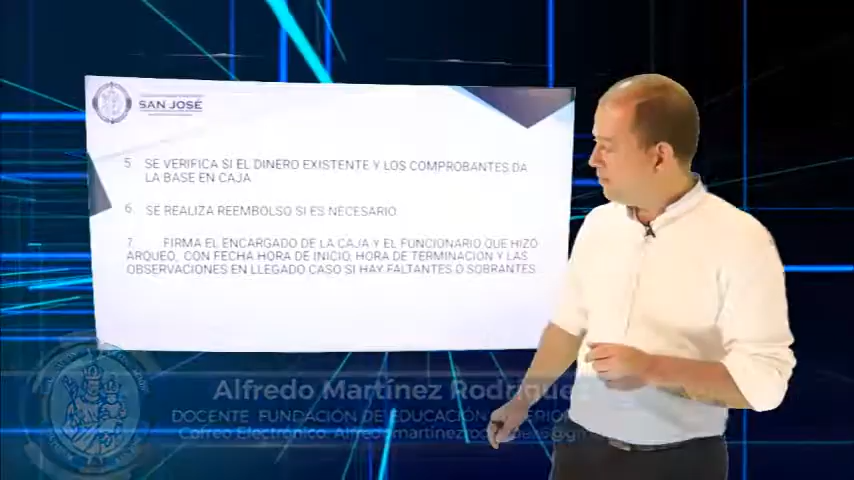 SAN JOSÉ
5. SE VERIFICA SI EL DINERO EXISTENTE Y LOS COMPROBANTES DA
LA BASE EN CAJA.
6. SE REALIZA REEMBOLSO SI ES NECESARIO.
7. FIRMA EL ENCARGADO DE LA CAJA Y EL FUNCIONARIO QUE HIZO
ARQUEO, CON FECHA HORA DE INICIO, HORA DE TERMINACION Y LAS
OBSERVACIONES EN LLEGADO CASO SI HAY FALTANTES O SOBRANTES.
Alfredo Martínez Rodríguez
DOCENTE FUNDACIÓN DE EDUCACIÓN
Correo Electrónico: